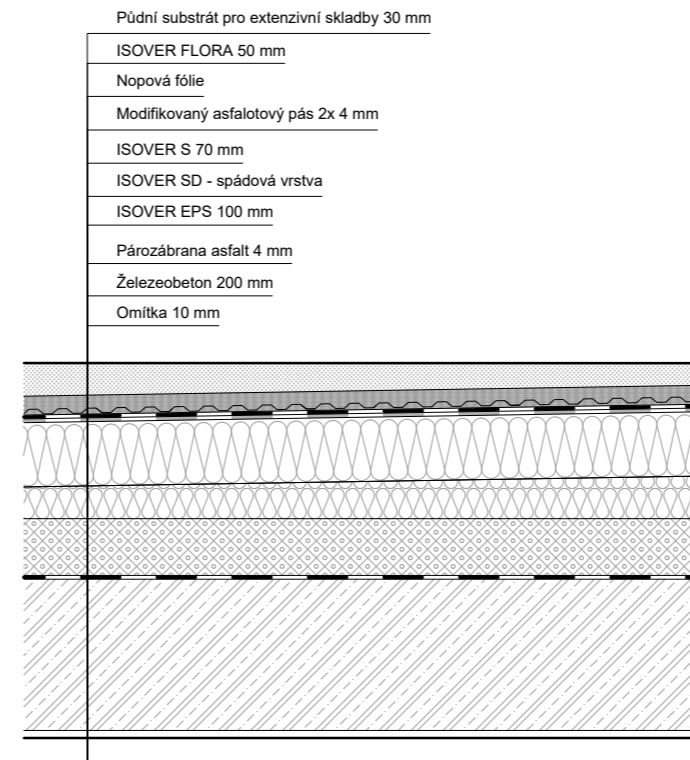 Půdní substrát pro extenzivní skladby 30 mm
ISOVER FLORA 50 mm
Nopová fólie
Modifikovaný asfalotový pás 2x 4 mm
ISOVER S 70 mm
ISOVER SD - spádová vrstva
ISOVER EPS 100 mm
Pározábrana asfalt 4 mm
Železeobeton 200 mm
Omítka 10 mm